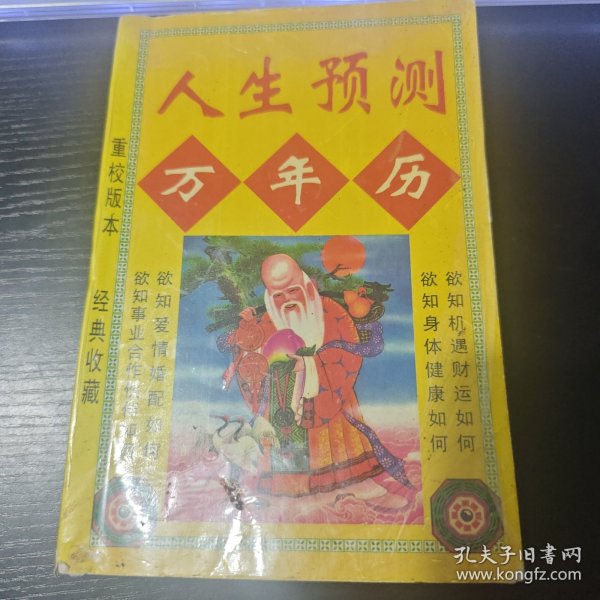 人生预测
万年历
重校版本
经典收藏
欲知机遇财运如何
欲知身体健康如何
欲知爱情婚配如何
欲知事业合作
孔夫子旧书网
www.kongfz.com